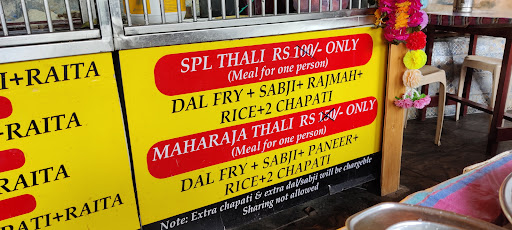 +RAITA
SPL THALI RS 100/- ONLY
(Meal for one person)
DAL FRY + SABJI+ RAJMAH+
RICE+2 CHAPATI
+RAITA
MAHARAJA THALI RS 150/- ONLY
(Meal for one person)
DAL FRY + SABJI+ PANEER+
RICE+2 CHAPATI
RAITA
+RAITA
Note: Extra chapati & extra dal/sabji will be chargeble
Sharing not allowed